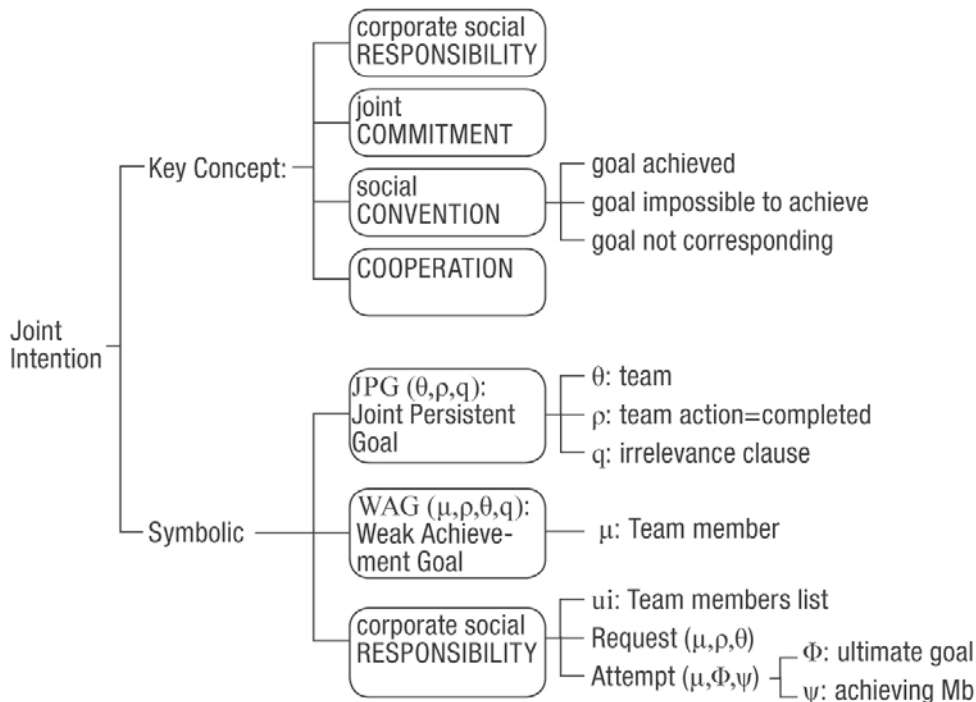 corporate social
RESPONSIBILITY
joint
COMMITMENT
Key Concept:
social
CONVENTION
goal achieved
goal impossible to achieve
goal not corresponding
COOPERATION
Joint
Intention
JPG (θ,ρ,q):
Joint Persistent
Goal
θ: team
ρ: team action=completed
q: irrelevance clause
Symbolic
WAG (μ,ρ,θ,q):
Weak Achieve-
ment Goal
μ: Team member
corporate social
RESPONSIBILITY
ui: Team members list
Request (μ,ρ,θ)
Attempt (μ,Φ,ψ)
Φ: ultimate goal
ψ: achieving Mb